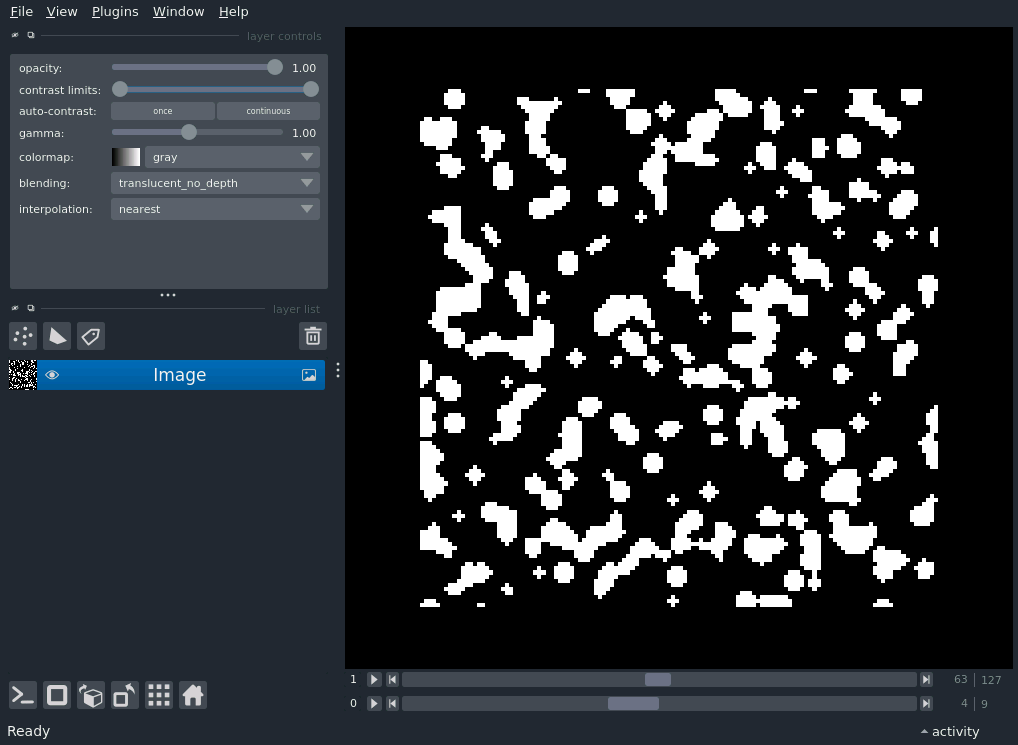 File View Plugins Window Help
layer controls
opacity: 1.00
contrast limits:
auto-contrast: once continuous
gamma: 1.00
colormap: gray
blending: translucent_no_depth
interpolation: nearest
layer list
Image
1 63 127
0 4 9
Ready activity